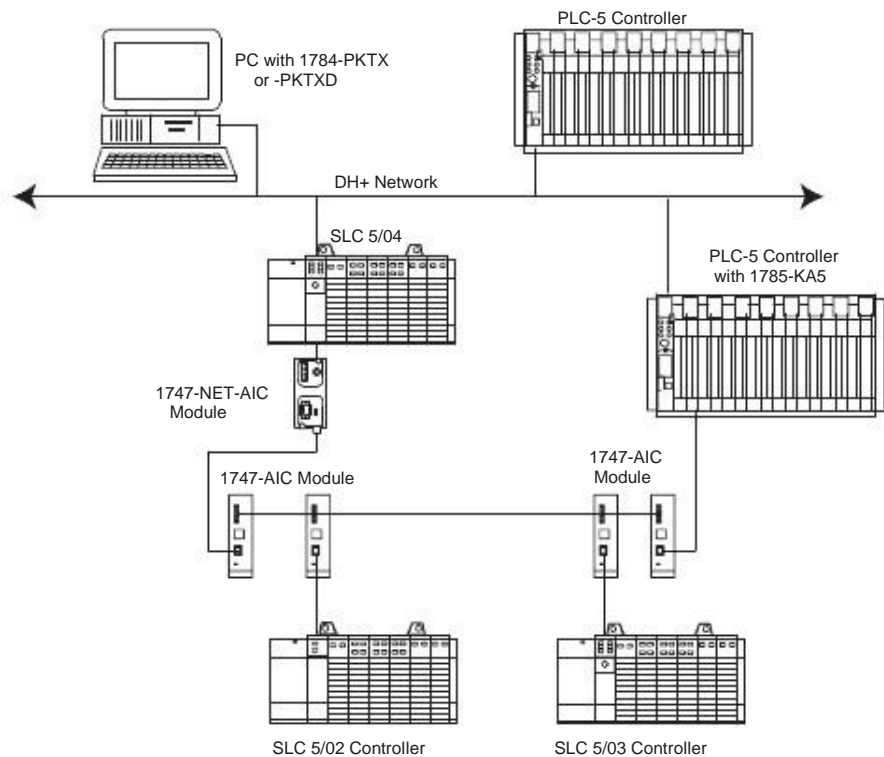 PLC-5 Controller
PC with 1784-PKTX
or -PKTXD
DH+ Network
SLC 5/04
PLC-5 Controller
with 1785-KA5
1747-NET-AIC
Module
1747-AIC Module
1747-AIC
Module
SLC 5/02 Controller
SLC 5/03 Controller